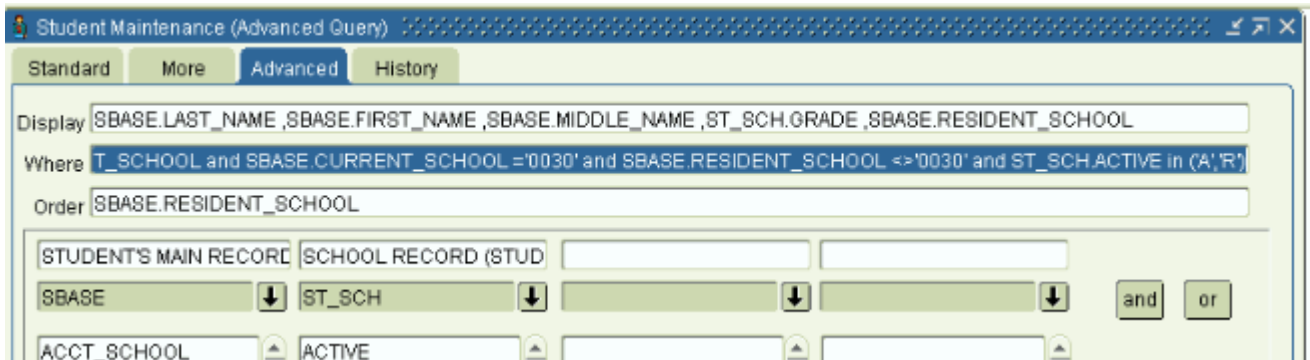 Student Maintenance (Advanced Query)
Standard More Advanced History
Display SBASE.LAST_NAME ,SBASE.FIRST_NAME ,SBASE.MIDDLE_NAME ,ST_SCH.GRADE ,SBASE.RESIDENT_SCHOOL
Where T_SCHOOL and SBASE.CURRENT_SCHOOL ='0030' and SBASE.RESIDENT_SCHOOL <>'0030' and ST_SCH.ACTIVE in ('A','R')
Order SBASE.RESIDENT_SCHOOL
STUDENT'S MAIN RECORD SCHOOL RECORD (STUD
SBASE ST_SCH and or
ACCT_SCHOOL ACTIVE